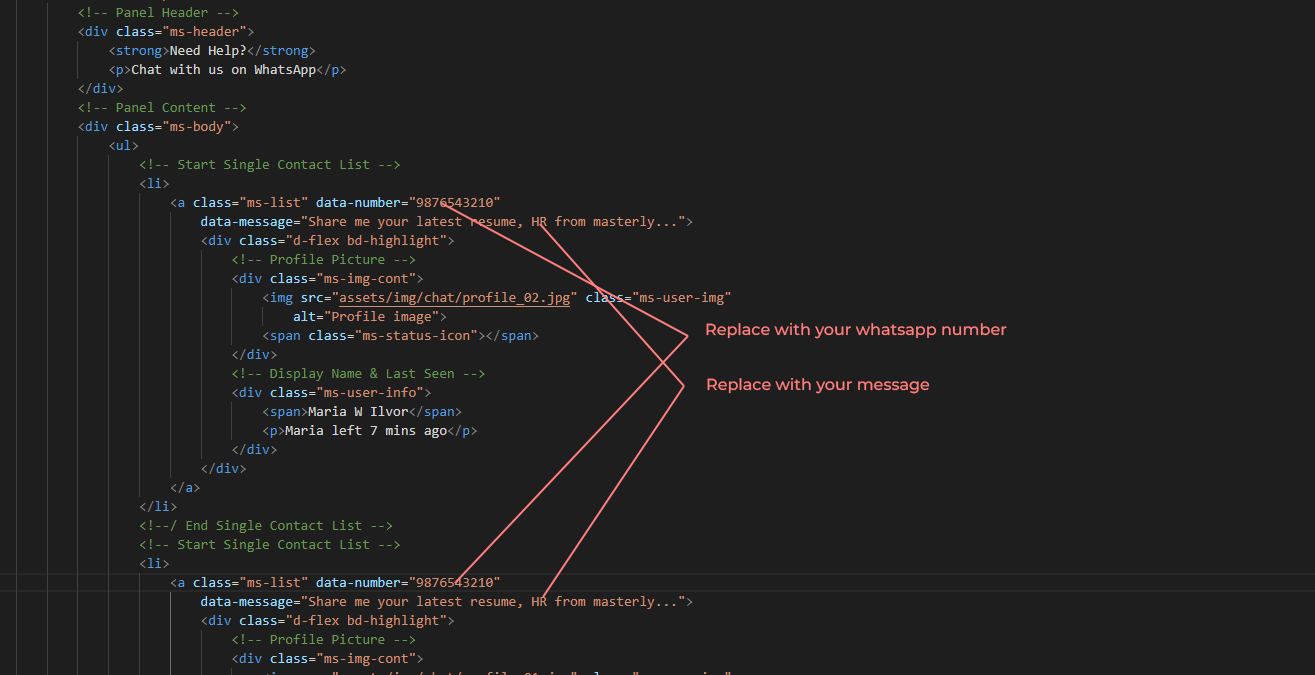 <!-- Panel Header -->
<div class="ms-header">
<strong>Need Help?</strong>
<p>Chat with us on WhatsApp</p>
</div>
<!-- Panel Content -->
<div class="ms-body">
<ul>
<!-- Start Single Contact List -->
<li>
<a class="ms-list" data-number="9876543210"
data-message="Share me your latest resume, HR from masterly...">
<div class="d-flex bd-highlight">
<!-- Profile Picture -->
<div class="ms-img-cont">
<img src="assets/img/chat/profile_02.jpg" class="ms-user-img"
alt="Profile image">
<span class="ms-status-icon"></span>
</div>
<!-- Display Name & Last Seen -->
<div class="ms-user-info">
<span>Maria W Ilvor</span>
<p>Maria left 7 mins ago</p>
</div>
</div>
</a>
</li>
<!--/ End Single Contact List -->
<!-- Start Single Contact List -->
<li>
<a class="ms-list" data-number="9876543210"
data-message="Share me your latest resume, HR from masterly...">
<div class="d-flex bd-highlight">
<!-- Profile Picture -->
<div class="ms-img-cont">
Replace with your whatsapp number
Replace with your message